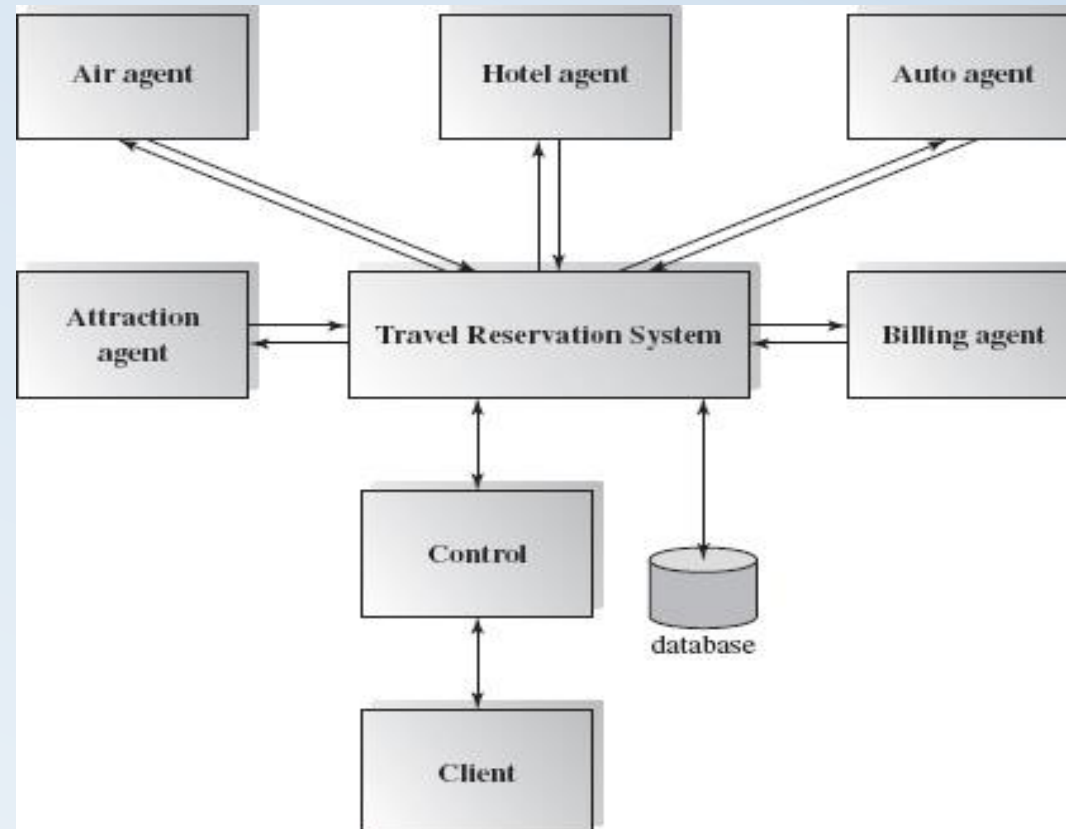 Air agent
Hotel agent
Auto agent
Attraction
agent
Travel Reservation System
Billing agent
Control
database
Client